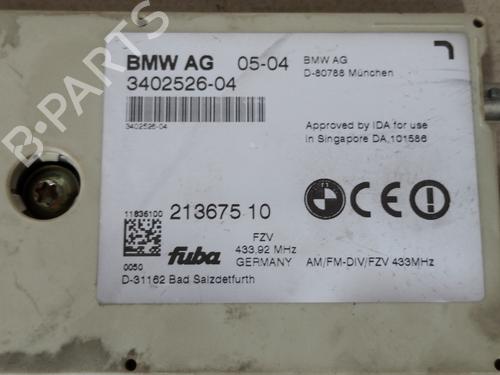 BMW AG 05-04
BMW AG
D-80788 München
3402526-04
3402526-04
Approved by IDA for use
in Singapore DA,101586
11836100
213675 10
CE
0050
fuba
FZV
433.92 MHz
GERMANY
AM/FM-DIV/FZV 433MHz
D-31162 Bad Salzdetfurth
B-PARTS